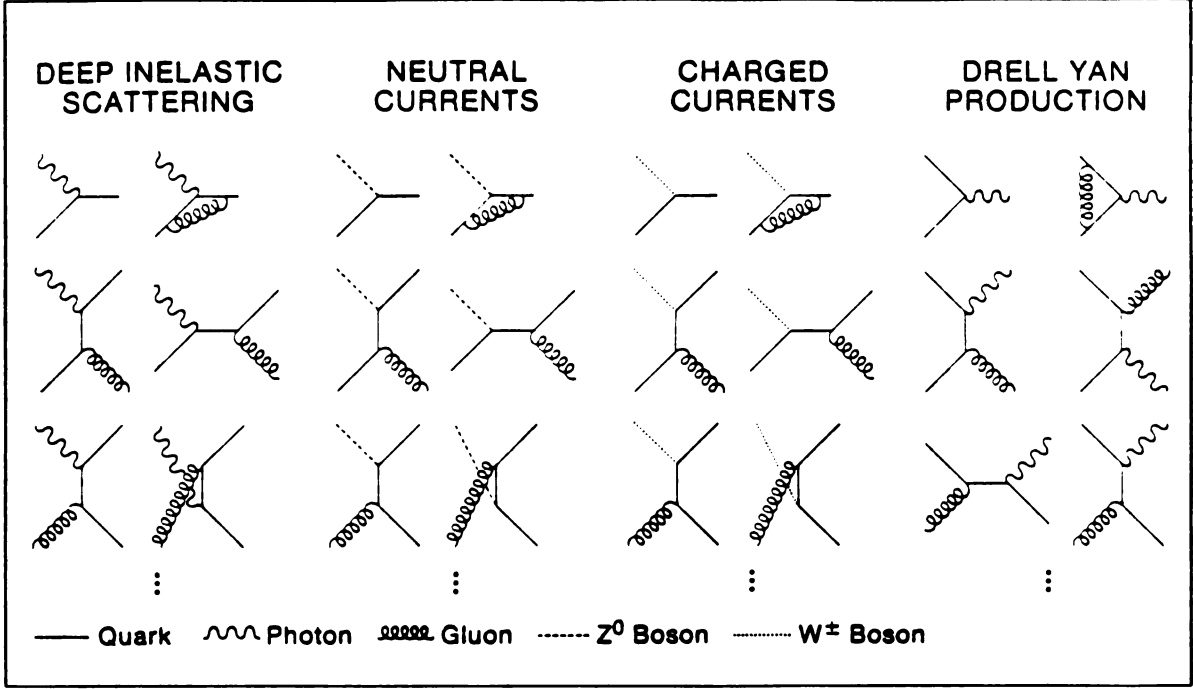 DEEP INELASTIC
SCATTERING
NEUTRAL
CURRENTS
CHARGED
CURRENTS
DRELL YAN
PRODUCTION
Quark Photon Gluon Z⁰ Boson W± Boson